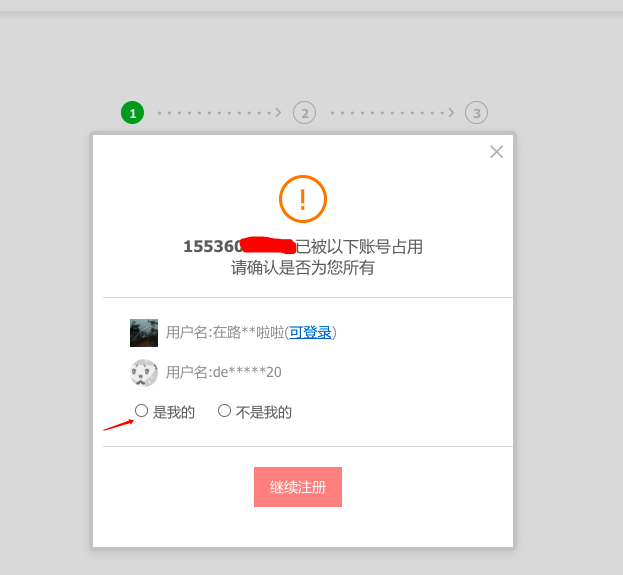 1
2
3
155360 已被以下账号占用
请确认是否为您所有
用户名:在路**啦啦(可登录)
用户名:de*****20
是我的 不是我的
继续注册